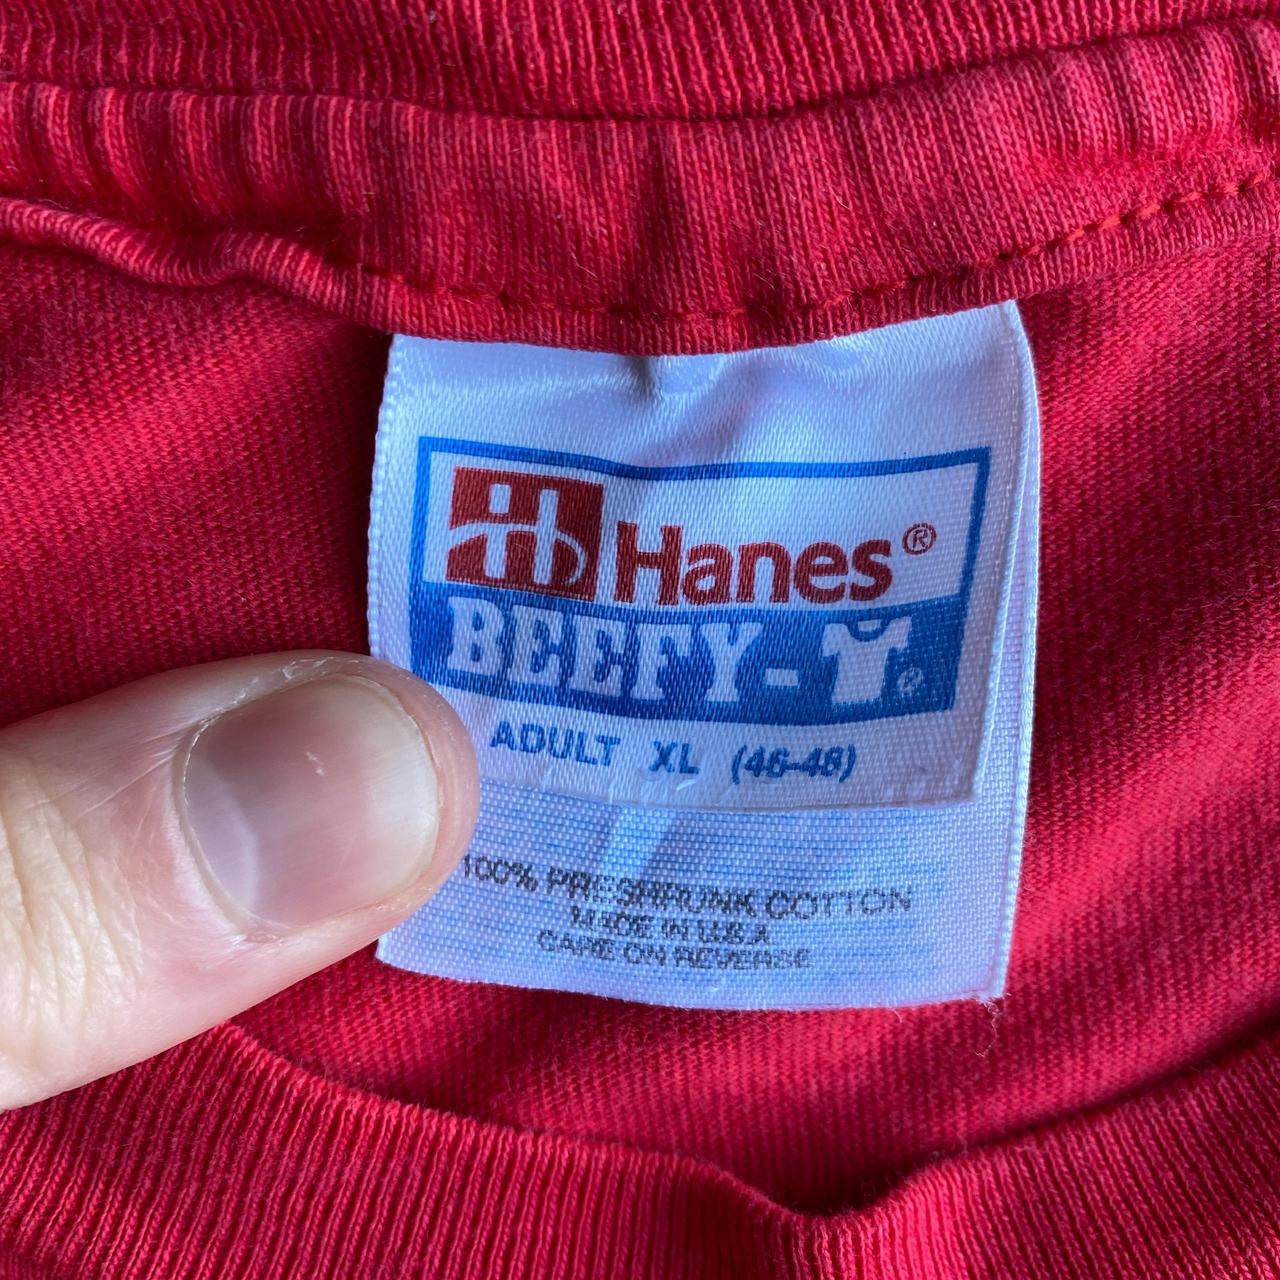 Hanes®
BEEFY-T®
ADULT XL (46-48)
100% PRESHRUNK COTTON
MADE IN U.S.A
CARE ON REVERSE